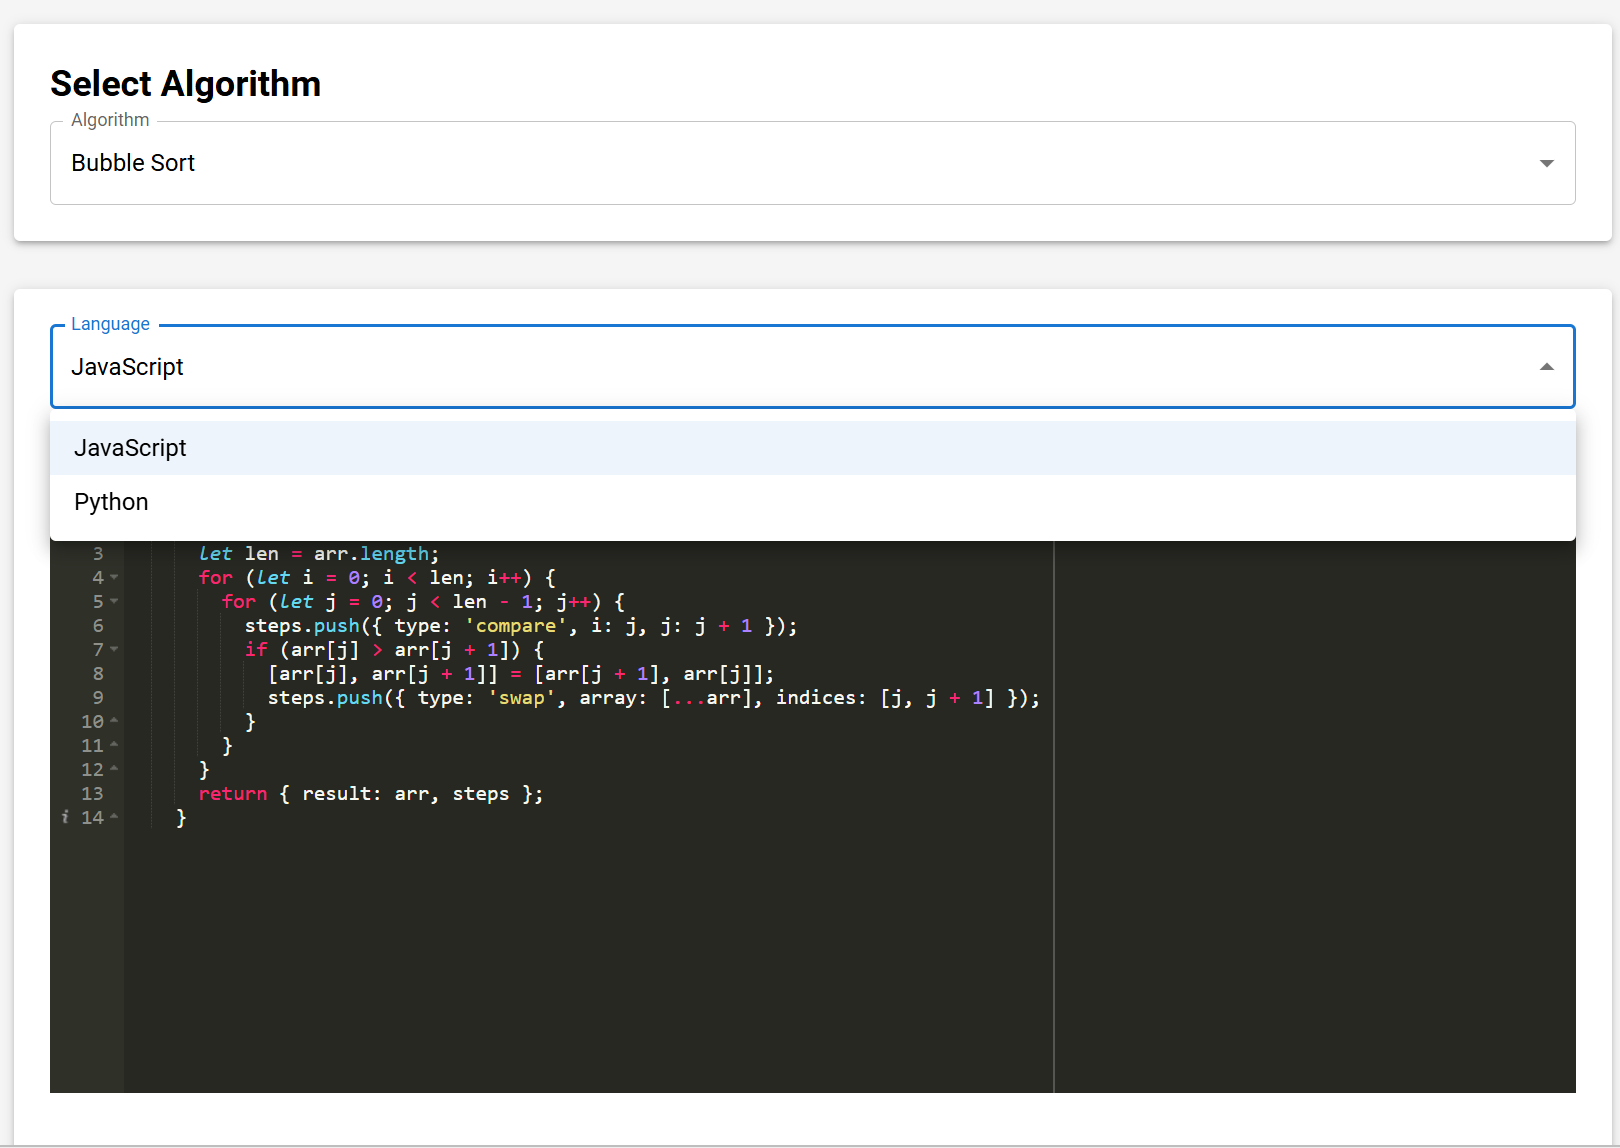 Select Algorithm
Algorithm
Bubble Sort
Language
JavaScript
JavaScript
Python
3 let len = arr.length;
4 for (let i = 0; i < len; i++) {
5 for (let j = 0; j < len - 1; j++) {
6 steps.push({ type: 'compare', i: j, j: j + 1 });
7 if (arr[j] > arr[j + 1]) {
8 [arr[j], arr[j + 1]] = [arr[j + 1], arr[j]];
9 steps.push({ type: 'swap', array: [...arr], indices: [j, j + 1] });
10 }
11 }
12 }
13 return { result: arr, steps };
i 14 }